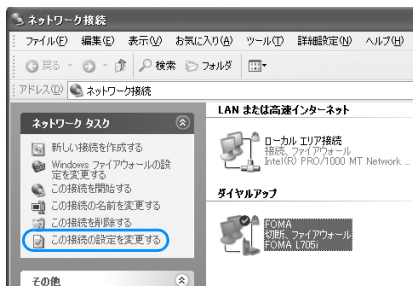 ネットワーク接続
ファイル(F) 編集(E) 表示(V) お気に入り(A) ツール(T) 詳細設定(N) ヘルプ(H)
戻る 検索 フォルダ
アドレス(D) ネットワーク接続
ネットワーク タスク
新しい接続を作成する
Windows ファイアウォールの設
定を変更する
この接続を開始する
この接続の名前を変更する
この接続を削除する
この接続の設定を変更する
その他
LAN または高速インターネット
ローカル エリア接続
接続、ファイアウォール
Intel(R) PRO/1000 MT Network ...
ダイヤルアップ
FOMA
切断、ファイアウォール
FOMA L705i